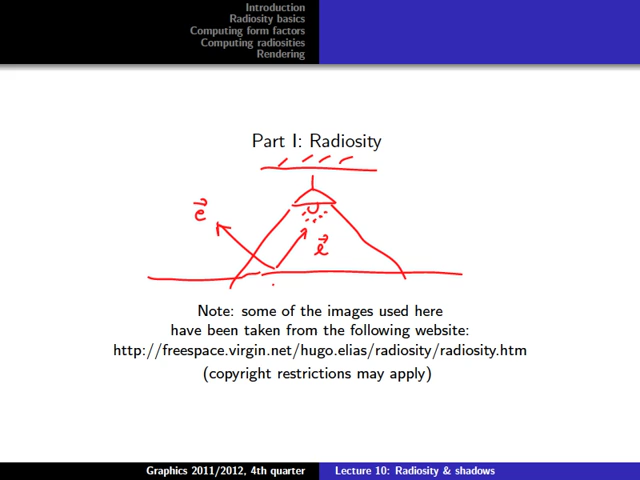 Introduction
Radiosity basics
Computing form factors
Computing radiosities
Rendering
Part I: Radiosity
e⃗
ℓ⃗
Note: some of the images used here
have been taken from the following website:
http://freespace.virgin.net/hugo.elias/radiosity/radiosity.htm
(copyright restrictions may apply)
Graphics 2011/2012, 4th quarter Lecture 10: Radiosity & shadows